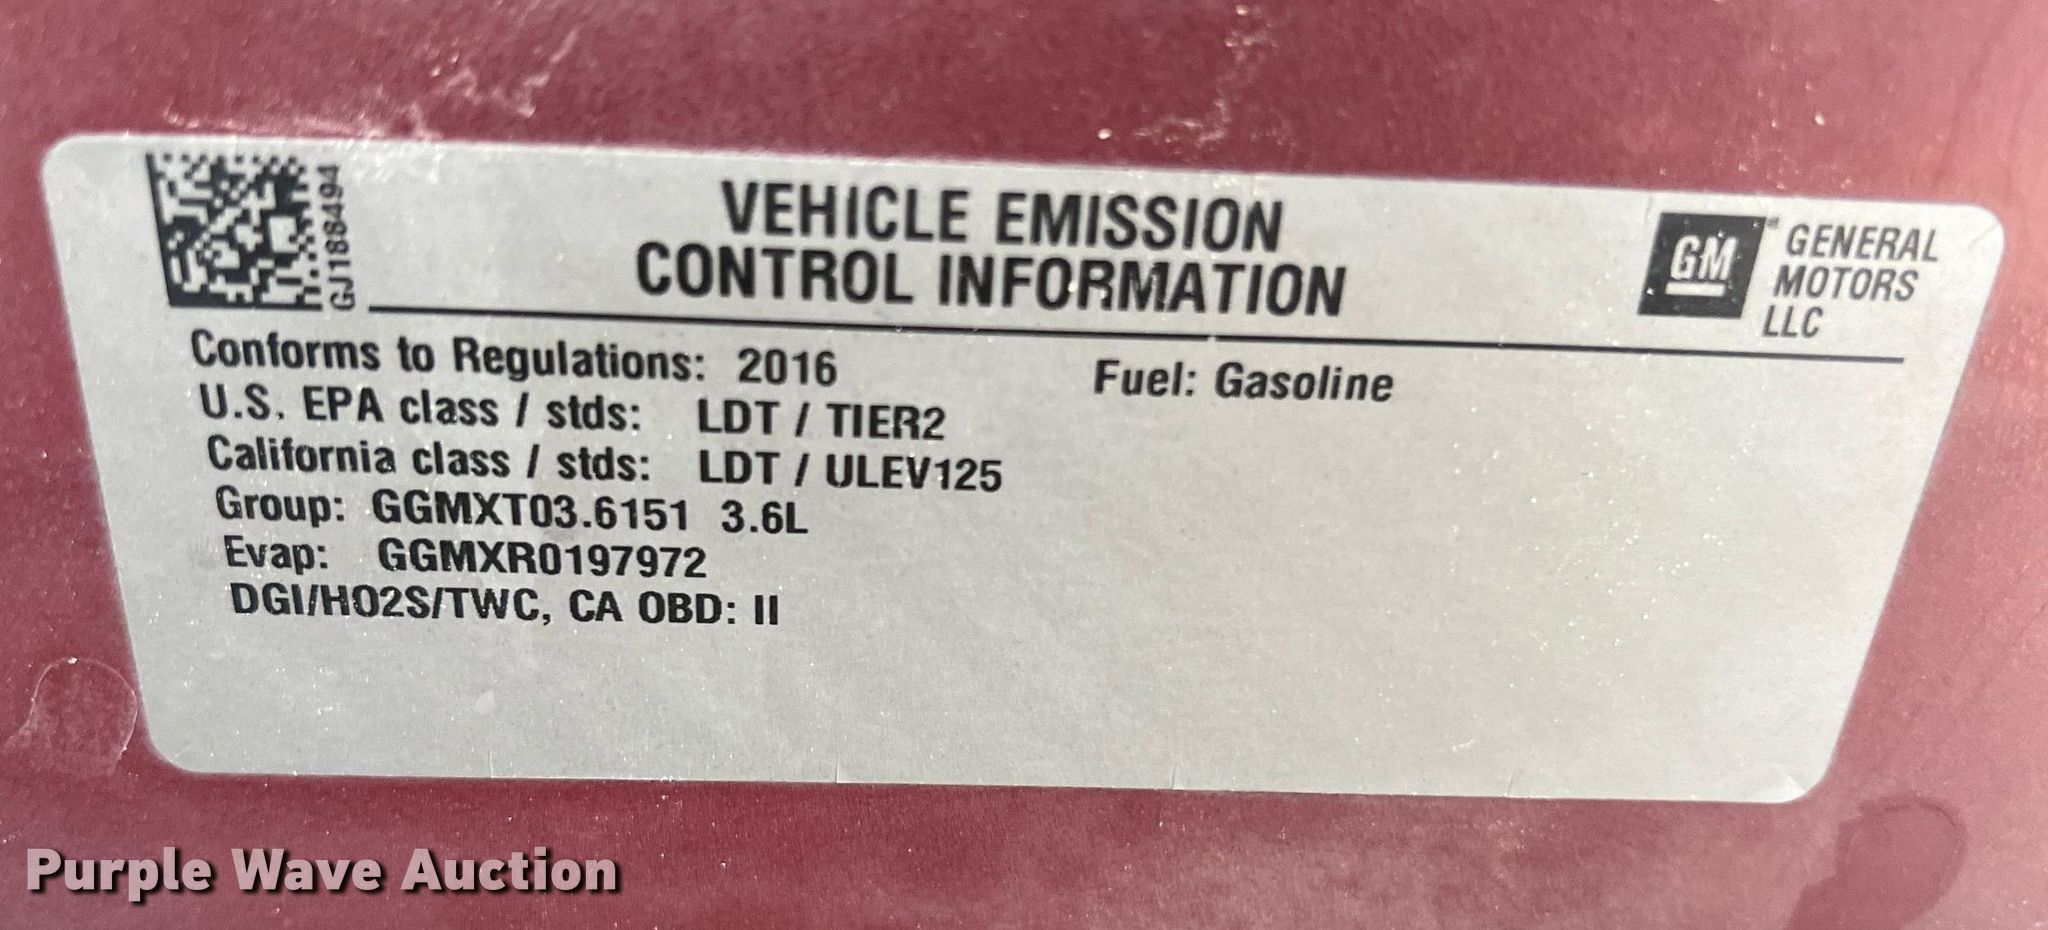 GJ1884494
VEHICLE EMISSION
CONTROL INFORMATION
GM
GENERAL
MOTORS
LLC
Conforms to Regulations: 2016
Fuel: Gasoline
U.S. EPA class / stds: LDT / TIER2
California class / stds: LDT / ULEV125
Group: GGMXT03.6151 3.6L
Evap: GGMXR0197972
DGI/HO2S/TWC, CA OBD: II
Purple Wave Auction